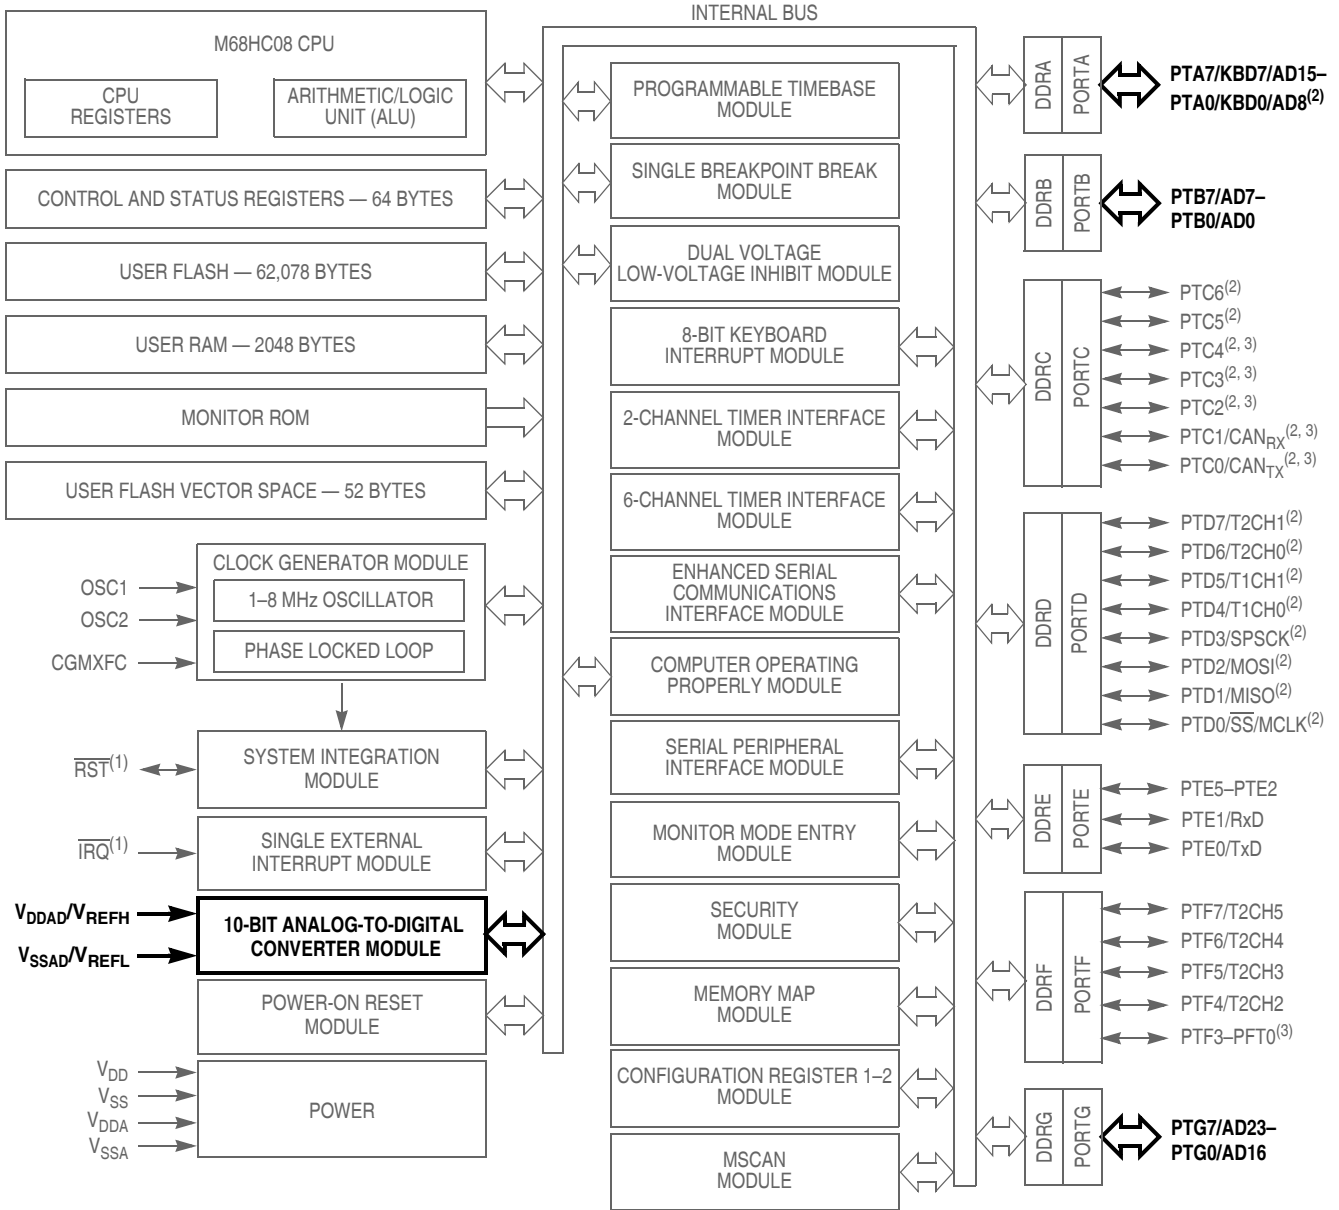 INTERNAL BUS
M68HC08 CPU
CPU
REGISTERS
ARITHMETIC/LOGIC
UNIT (ALU)
CONTROL AND STATUS REGISTERS — 64 BYTES
USER FLASH — 62,078 BYTES
USER RAM — 2048 BYTES
MONITOR ROM
USER FLASH VECTOR SPACE — 52 BYTES
CLOCK GENERATOR MODULE
1–8 MHz OSCILLATOR
PHASE LOCKED LOOP
OSC1
OSC2
CGMXFC
SYSTEM INTEGRATION
MODULE
RST(1)
SINGLE EXTERNAL
INTERRUPT MODULE
IRQ(1)
10-BIT ANALOG-TO-DIGITAL
CONVERTER MODULE
VDDAD/VREFH
VSSAD/VREFL
POWER-ON RESET
MODULE
POWER
VDD
VSS
VDDA
VSSA
PROGRAMMABLE TIMEBASE
MODULE
SINGLE BREAKPOINT BREAK
MODULE
DUAL VOLTAGE
LOW-VOLTAGE INHIBIT MODULE
8-BIT KEYBOARD
INTERRUPT MODULE
2-CHANNEL TIMER INTERFACE
MODULE
6-CHANNEL TIMER INTERFACE
MODULE
ENHANCED SERIAL
COMMUNICATIONS
INTERFACE MODULE
COMPUTER OPERATING
PROPERLY MODULE
SERIAL PERIPHERAL
INTERFACE MODULE
MONITOR MODE ENTRY
MODULE
SECURITY
MODULE
MEMORY MAP
MODULE
CONFIGURATION REGISTER 1–2
MODULE
MSCAN
MODULE
DDRA
PORTA
PTA7/KBD7/AD15–
PTA0/KBD0/AD8(2)
DDRB
PORTB
PTB7/AD7–
PTB0/AD0
DDRC
PORTC
PTC6(2)
PTC5(2)
PTC4(2, 3)
PTC3(2, 3)
PTC2(2, 3)
PTC1/CANRX(2, 3)
PTC0/CANTX(2, 3)
DDRD
PORTD
PTD7/T2CH1(2)
PTD6/T2CH0(2)
PTD5/T1CH1(2)
PTD4/T1CH0(2)
PTD3/SPSCK(2)
PTD2/MOSI(2)
PTD1/MISO(2)
PTD0/SS/MCLK(2)
DDRE
PORTE
PTE5–PTE2
PTE1/RxD
PTE0/TxD
DDRF
PORTF
PTF7/T2CH5
PTF6/T2CH4
PTF5/T2CH3
PTF4/T2CH2
PTF3–PFT0(3)
DDRG
PORTG
PTG7/AD23–
PTG0/AD16